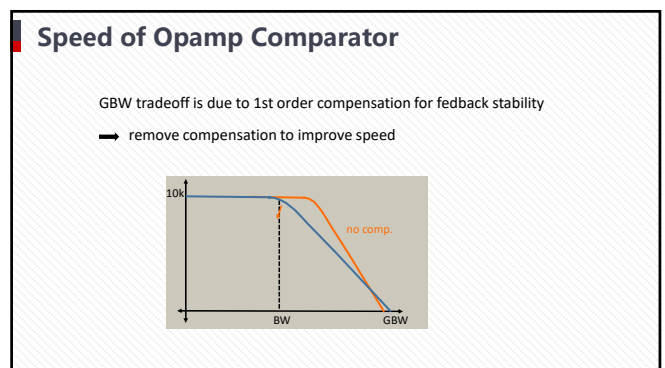 Speed of Opamp Comparator
GBW tradeoff is due to 1st order compensation for fedback stability
remove compensation to improve speed
10k
no comp.
BW
GBW